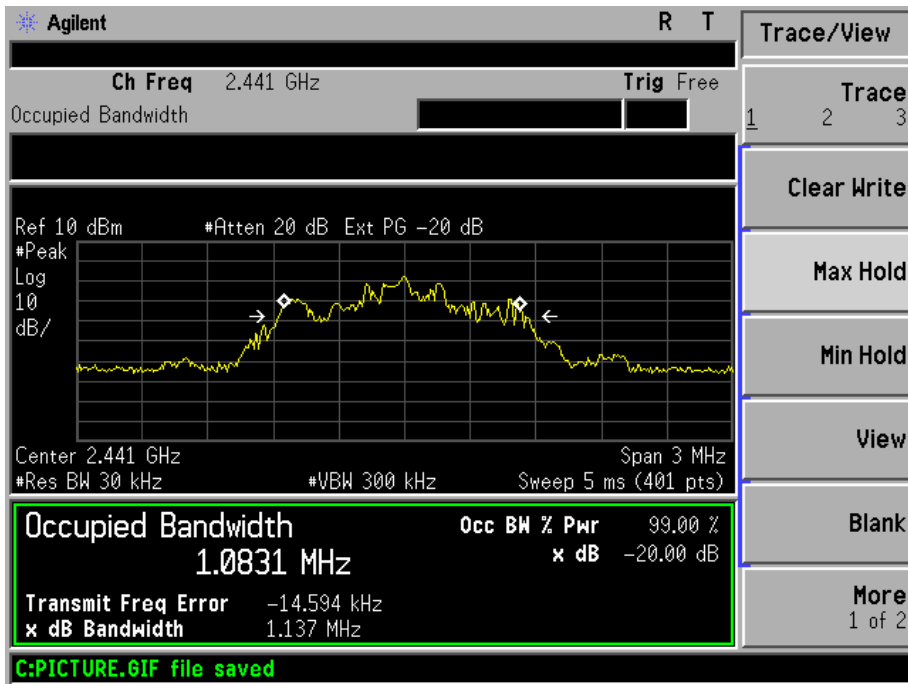 Agilent R T
Trace/View
Ch Freq 2.441 GHz Trig Free
Occupied Bandwidth
Trace
1 2 3
Clear Write
Max Hold
Min Hold
View
Blank
More
1 of 2
Ref 10 dBm #Atten 20 dB Ext PG -20 dB
#Peak
Log
10
dB/
Center 2.441 GHz Span 3 MHz
#Res BW 30 kHz #VBW 300 kHz Sweep 5 ms (401 pts)
Occupied Bandwidth Occ BW % Pwr 99.00 %
1.0831 MHz x dB -20.00 dB
Transmit Freq Error -14.594 kHz
x dB Bandwidth 1.137 MHz
C:PICTURE.GIF file saved